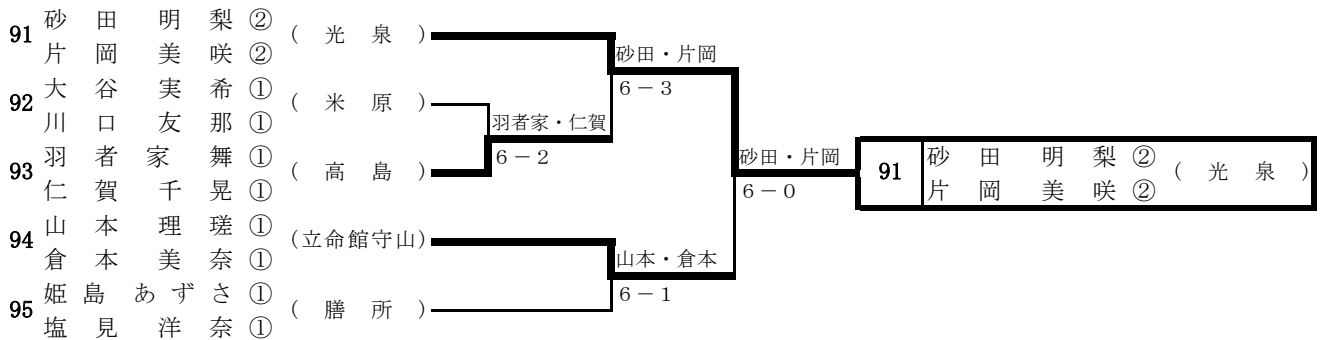 91 砂田 明梨② (光泉)
片岡 美咲②
砂田・片岡
6－3
92 大谷 実希① (米原)
川口 友那①
羽者家・仁賀
6－2
93 羽者家 舞① (高島)
仁賀 千晃①
砂田・片岡
6－0
91 砂田 明梨② (光泉)
片岡 美咲②
94 山本 理瑳① (立命館守山)
倉本 美奈①
山本・倉本
6－1
95 姫島 あずさ① (膳所)
塩見 洋奈①